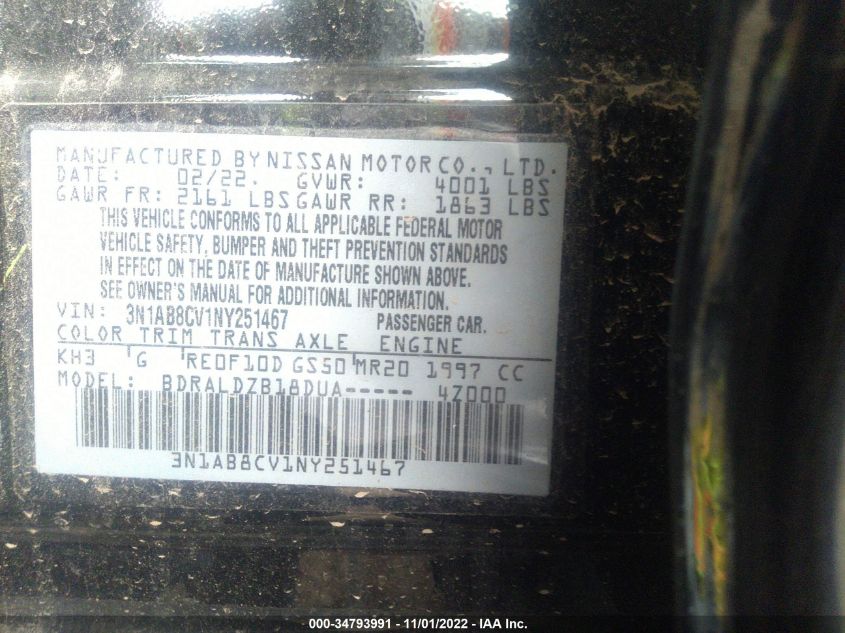 MANUFACTURED BY NISSAN MOTOR CO., LTD.
DATE: 02/22. GVWR: 4001 LBS
GAWR FR: 2161 LBS GAWR RR: 1863 LBS
THIS VEHICLE CONFORMS TO ALL APPLICABLE FEDERAL MOTOR
VEHICLE SAFETY, BUMPER AND THEFT PREVENTION STANDARDS
IN EFFECT ON THE DATE OF MANUFACTURE SHOWN ABOVE.
SEE OWNER'S MANUAL FOR ADDITIONAL INFORMATION.
VIN: 3N1AB8CV1NY251467 PASSENGER CAR.
COLOR TRIM TRANS AXLE ENGINE
KH3 G RE0F10D GS50 MR20 1997 CC
MODEL: BDRALDZB18DUA----- 4Z000
3N1AB8CV1NY251467
000-34793991 - 11/01/2022 - IAA Inc.